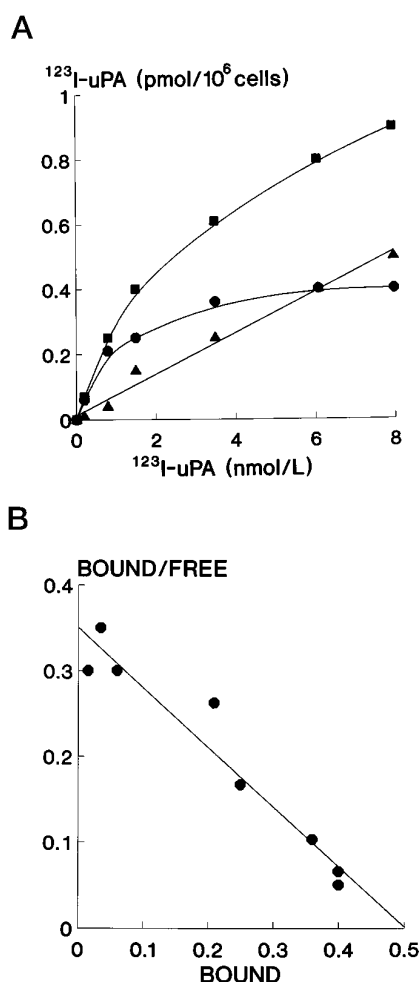 A
¹²³I-uPA (pmol/10⁶ cells)
1
0.8
0.6
0.4
0.2
0
0 2 4 6 8
¹²³I-uPA (nmol/L)
B
BOUND/FREE
0.4
0.3
0.2
0.1
0
0 0.1 0.2 0.3 0.4 0.5
BOUND